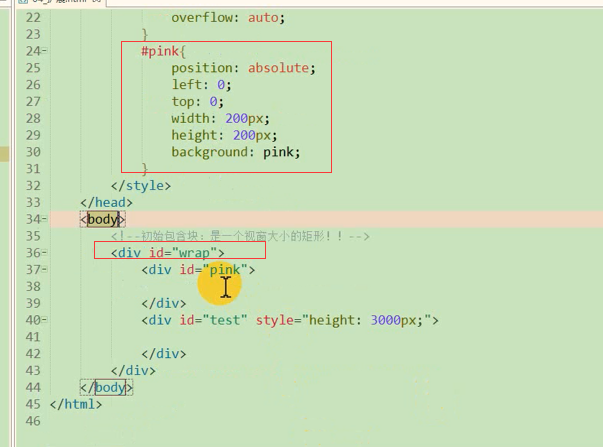 22 overflow: auto;
23 }
24 #pink{
25 position: absolute;
26 left: 0;
27 top: 0;
28 width: 200px;
29 height: 200px;
30 background: pink;
31 }
32 </style>
33 </head>
34 <body>
35 <!--初始包含块：是一个视窗大小的矩形！！-->
36 <div id="wrap">
37 <div id="pink">
38
39 </div>
40 <div id="test" style="height: 3000px;">
41
42 </div>
43 </div>
44 </body>
45 </html>
46